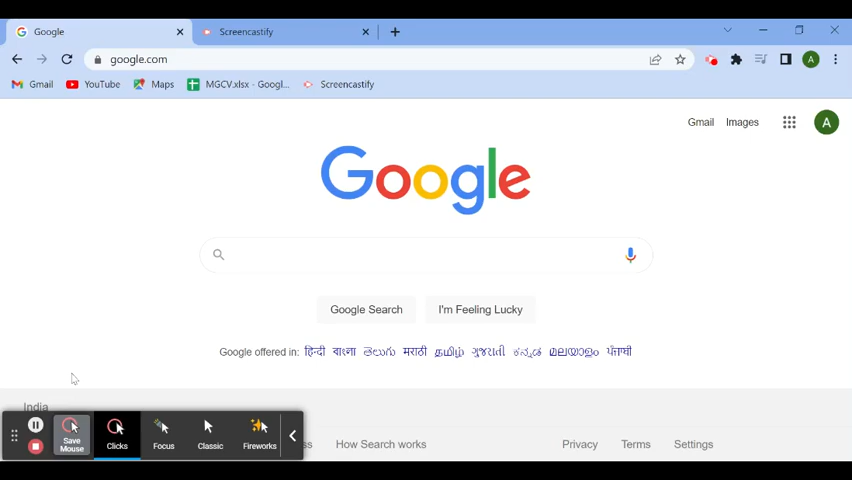 Google
Screencastify
google.com
A
Gmail
YouTube
Maps
MGCV.xlsx - Googl...
Screencastify
Gmail
Images
A
Google
Google Search
I'm Feeling Lucky
Google offered in: हिन्दी বাংলা తెలుగు मराठी தமிழ் ગુજરાતી ಕನ್ನಡ മലയാളം ਪੰਜਾਬੀ
India
Save
Mouse
Clicks
Focus
Classic
Fireworks
How Search works
Privacy
Terms
Settings